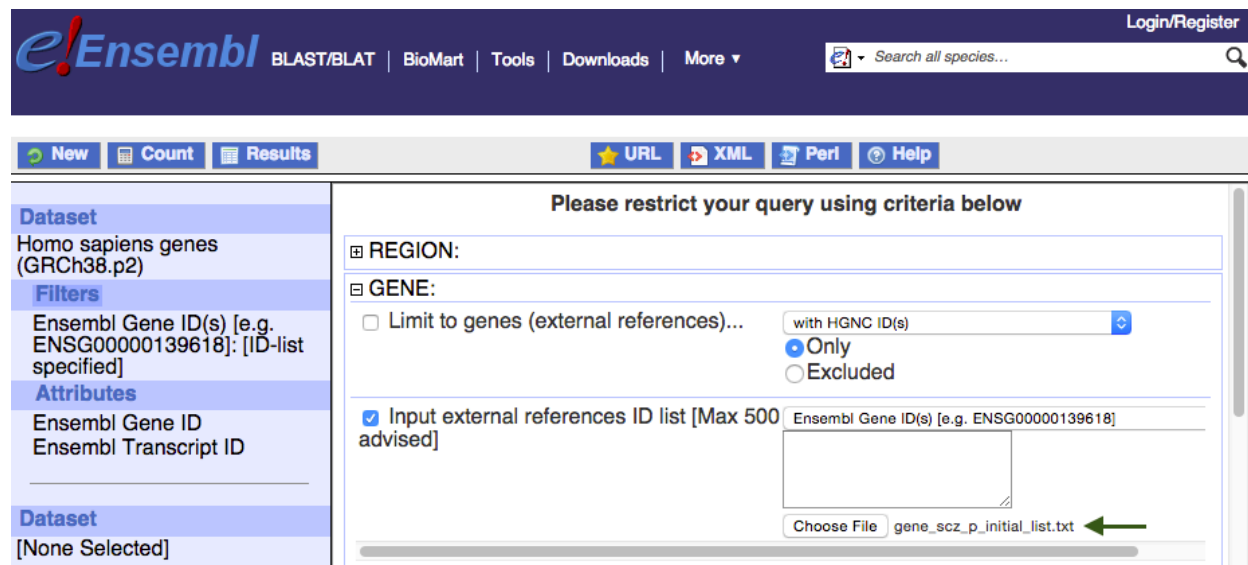 Login/Register
e!Ensembl BLAST/BLAT | BioMart | Tools | Downloads | More ▼ e! Search all species...
New Count Results URL XML Perl Help
Please restrict your query using criteria below
Dataset
Homo sapiens genes
(GRCh38.p2)
Filters
Ensembl Gene ID(s) [e.g.
ENSG00000139618]: [ID-list
specified]
Attributes
Ensembl Gene ID
Ensembl Transcript ID
Dataset
[None Selected]
REGION:
GENE:
Limit to genes (external references)... with HGNC ID(s)
Only
Excluded
Input external references ID list [Max 500 Ensembl Gene ID(s) [e.g. ENSG00000139618]
advised]
Choose File gene_scz_p_initial_list.txt